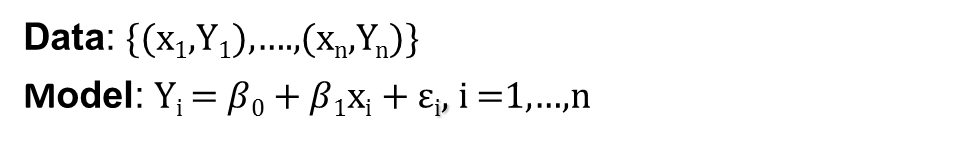 Data: {(x₁,Y₁),....,(xₙ,Yₙ)}
Model: Yᵢ = β₀ + β₁xᵢ + εᵢ, i =1,...,n